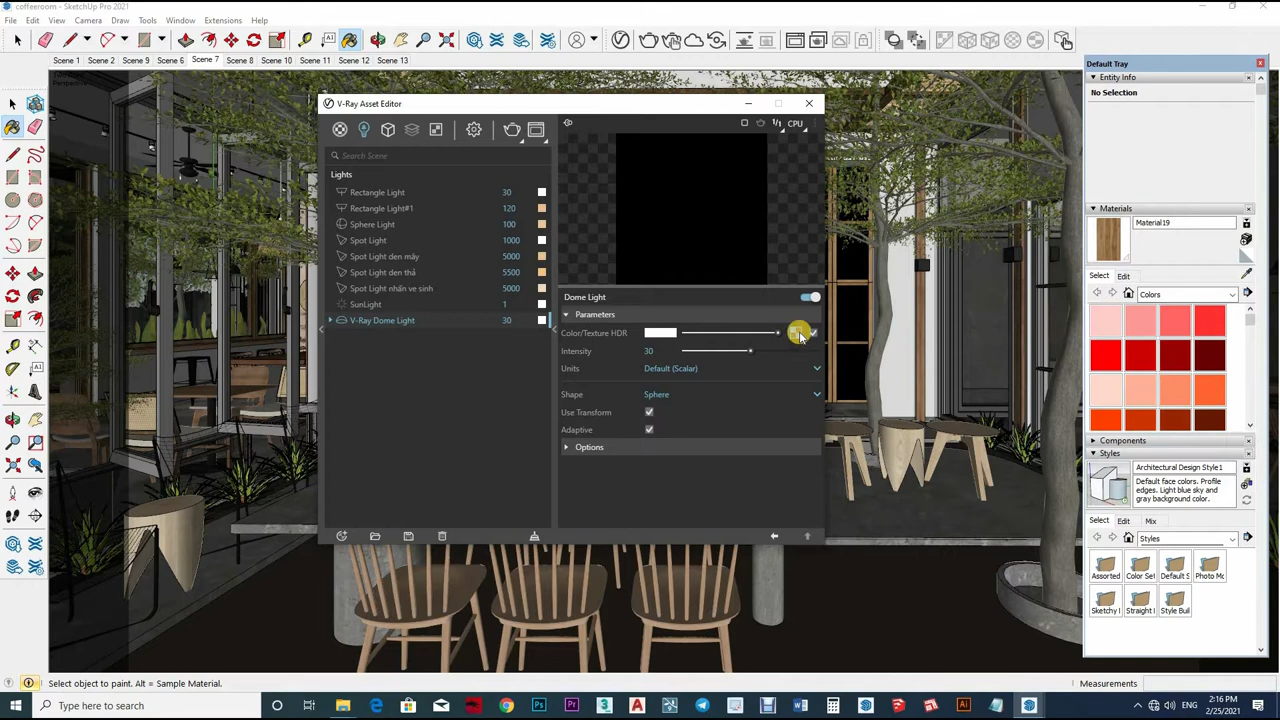 coffeeroom - SketchUp Pro 2021
File Edit View Camera Draw Tools Window Extensions Help
Scene 1 Scene 2 Scene 9 Scene 6 Scene 7 Scene 8 Scene 10 Scene 11 Scene 12 Scene 13
V-Ray Asset Editor
1/1 CPU
Search Scene
Lights
Rectangle Light 30
Rectangle Light#1 120
Sphere Light 100
Spot Light 1000
Spot Light den mây 5000
Spot Light den thả 5500
Spot Light nhấn ve sinh 5000
SunLight 1
V-Ray Dome Light 30
Dome Light
Parameters
Color/Texture HDR
Intensity 30
Units Default (Scalar)
Shape Sphere
Use Transform
Adaptive
Options
Default Tray
Entity Info
No Selection
Materials
Material19
Select Edit
Colors
Components
Styles
Architectural Design Style1
Default face colors. Profile
edges. Light blue sky and
gray background color.
Select Edit Mix
Styles
Assorted Color Set Default S Photo Mo
Sketchy I Straight I Style Buil
Select object to paint. Alt = Sample Material.
Measurements
Type here to search
ENG
2:16 PM
2/25/2021